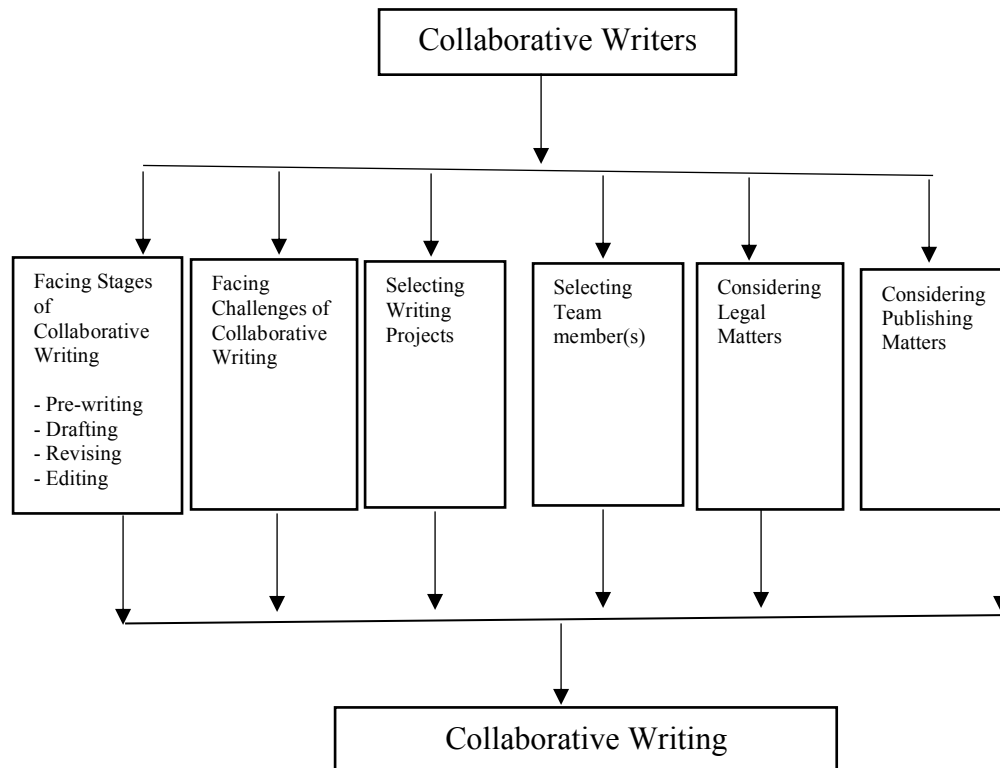 Collaborative Writers
Facing Stages
of
Collaborative
Writing
- Pre-writing
- Drafting
- Revising
- Editing
Facing
Challenges of
Collaborative
Writing
Selecting
Writing
Projects
Selecting
Team
member(s)
Considering
Legal
Matters
Considering
Publishing
Matters
Collaborative Writing